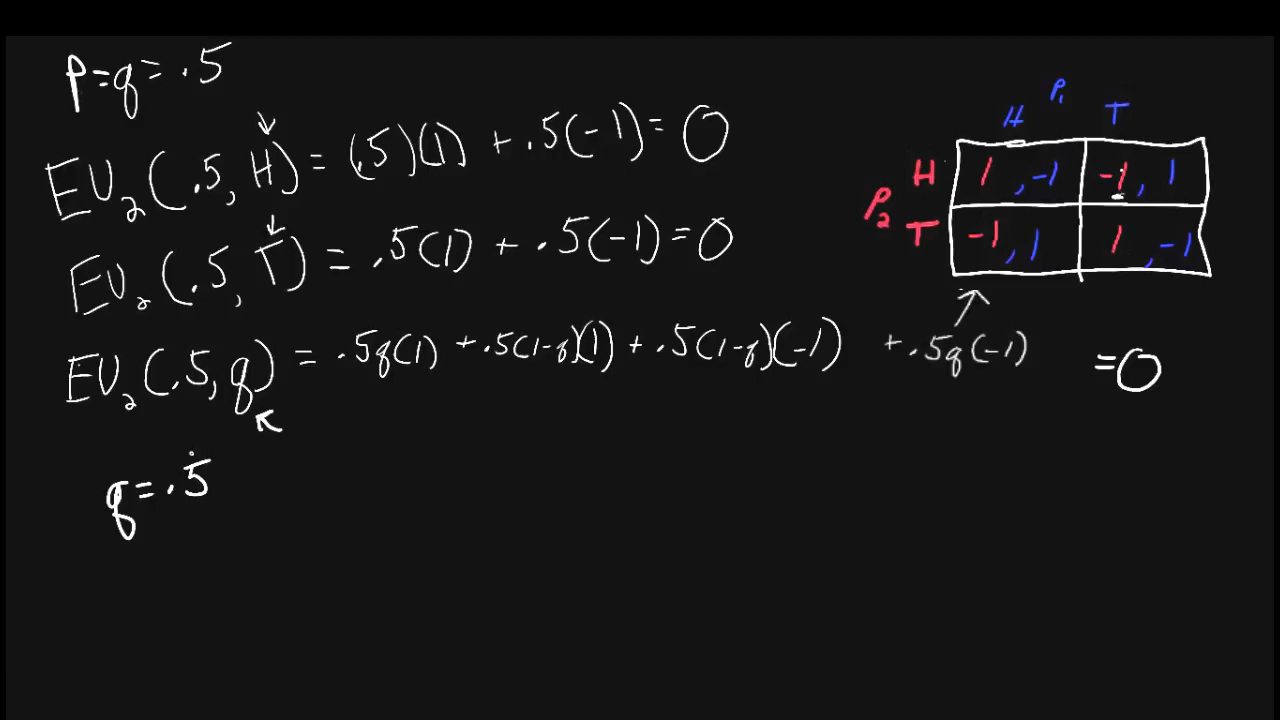 p=q=.5
EU₂(.5, H) = (.5)(1) + .5(-1) = 0
EU₂(.5, T) = .5(1) + .5(-1) = 0
EU₂(.5, q) = .5q(1) + .5(1-q)(1) + .5(1-q)(-1) + .5q(-1) = 0
q = .5
P₁
H T
P₂
H 1, -1 -1, 1
T -1, 1 1, -1